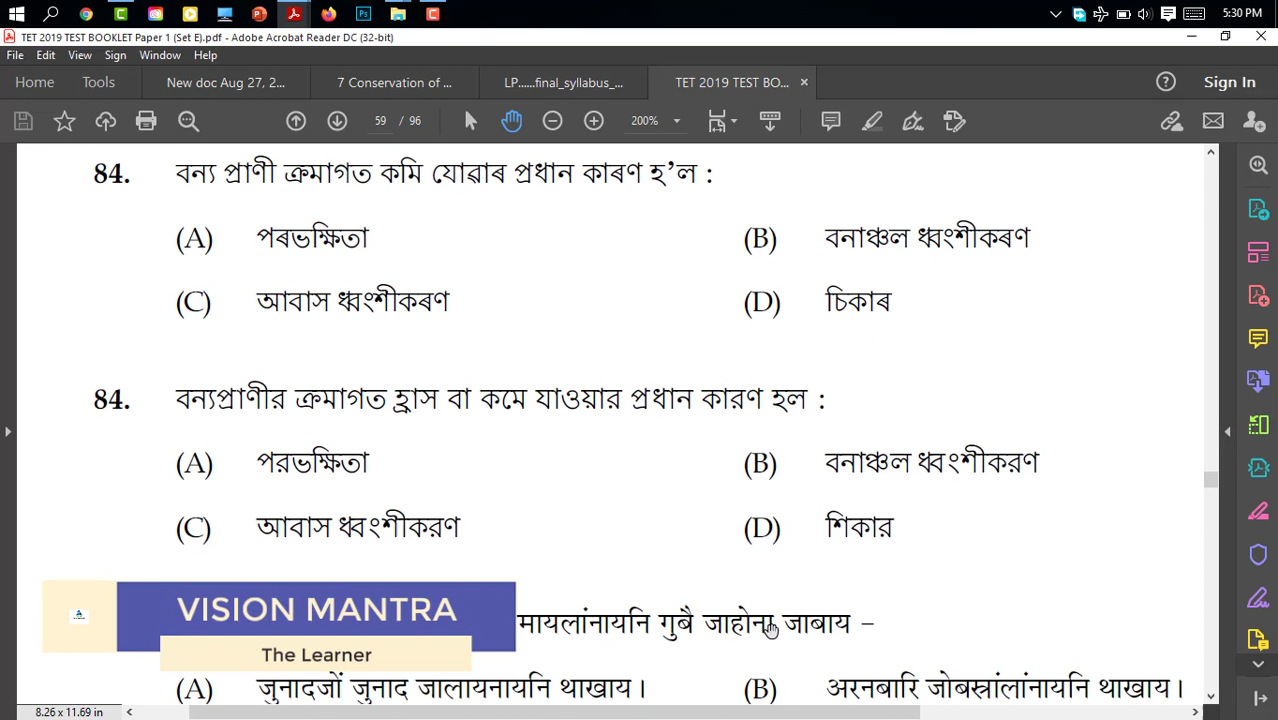 5:30 PM
TET 2019 TEST BOOKLET Paper 1 (Set E).pdf - Adobe Acrobat Reader DC (32-bit)
File Edit View Sign Window Help
Home Tools New doc Aug 27, 2... 7 Conservation of ... LP......final_syllabus_... TET 2019 TEST BO... × Sign In
59 / 96 200%
84. বন্য প্ৰাণী ক্ৰমাগত কমি যোৱাৰ প্ৰধান কাৰণ হ’ল :
(A) পৰভক্ষিতা (B) বনাঞ্চল ধ্বংশীকৰণ
(C) আবাস ধ্বংশীকৰণ (D) চিকাৰ
84. বন্যপ্রাণীর ক্রমাগত হ্রাস বা কমে যাওয়ার প্রধান কারণ হল :
(A) পরভক্ষিতা (B) বনাঞ্চল ধ্বংশীকরণ
(C) আবাস ধ্বংশীকরণ (D) শিকার
VISION MANTRA
The Learner
मायलांनायनि गुबै जाहोना जाबाय –
(A) जुनादजों जुनाद जालायनायनि थाखाय। (B) अरनबारि जोबस्रांलांनायनि थाखाय।
8.26 x 11.69 in